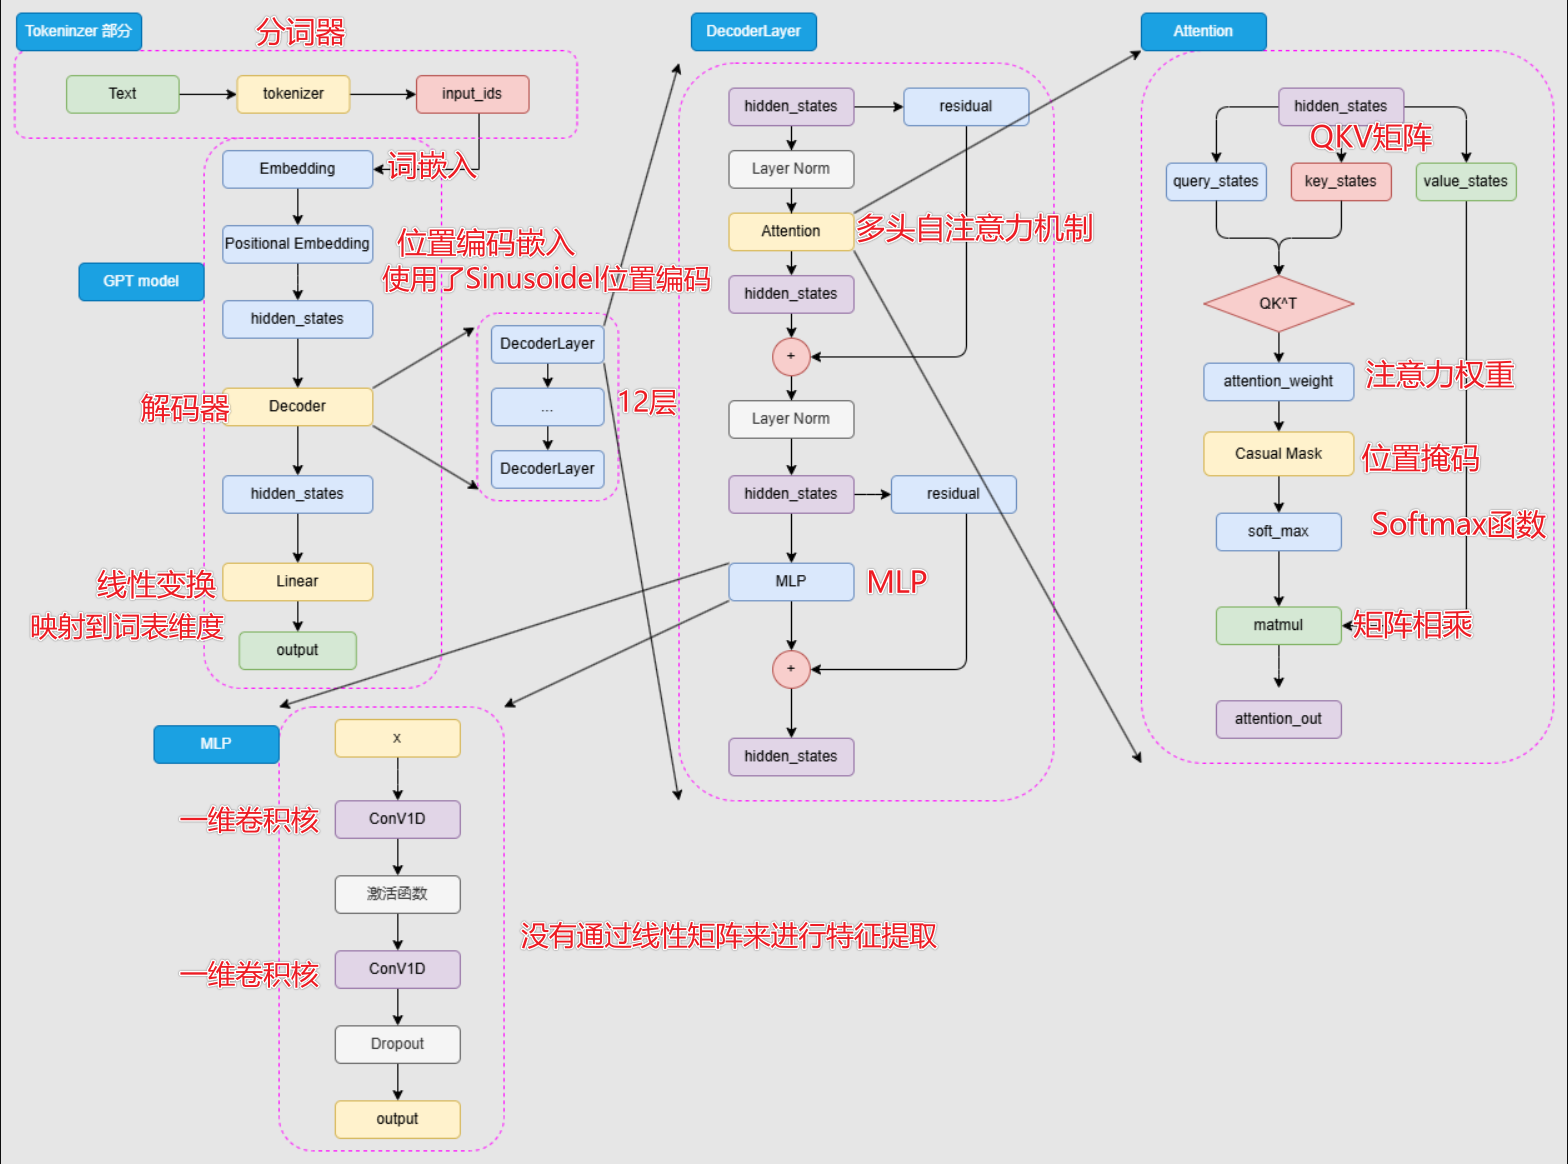 Tokeninzer 部分
分词器
Text
tokenizer
input_ids
GPT model
Embedding
词嵌入
Positional Embedding
位置编码嵌入
使用了Sinusoidel位置编码
hidden_states
解码器
Decoder
hidden_states
线性变换
Linear
映射到词表维度
output
DecoderLayer
...
DecoderLayer
12层
DecoderLayer
hidden_states
residual
Layer Norm
Attention
多头自注意力机制
hidden_states
+
Layer Norm
hidden_states
residual
MLP
MLP
+
hidden_states
Attention
hidden_states
QKV矩阵
query_states
key_states
value_states
QK^T
attention_weight
注意力权重
Casual Mask
位置掩码
soft_max
Softmax函数
matmul
矩阵相乘
attention_out
MLP
x
一维卷积核
ConV1D
激活函数
没有通过线性矩阵来进行特征提取
一维卷积核
ConV1D
Dropout
output